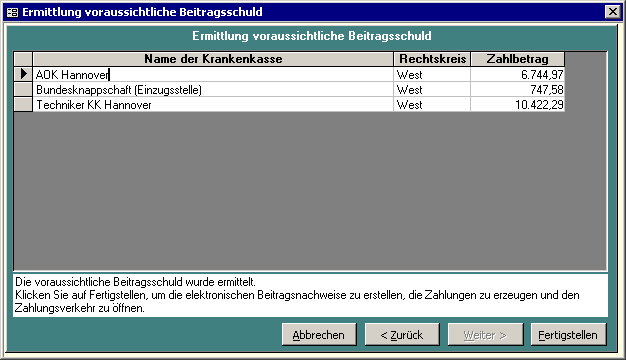 Ermittlung voraussichtliche Beitragsschuld
Ermittlung voraussichtliche Beitragsschuld
Name der Krankenkasse Rechtskreis Zahlbetrag
AOK Hannover West 6.744,97
Bundesknappschaft (Einzugsstelle) West 747,58
Techniker KK Hannover West 10.422,29
Die voraussichtliche Beitragsschuld wurde ermittelt.
Klicken Sie auf Fertigstellen, um die elektronischen Beitragsnachweise zu erstellen, die Zahlungen zu erzeugen und den
Zahlungsverkehr zu öffnen.
Abbrechen < Zurück Weiter > Fertigstellen